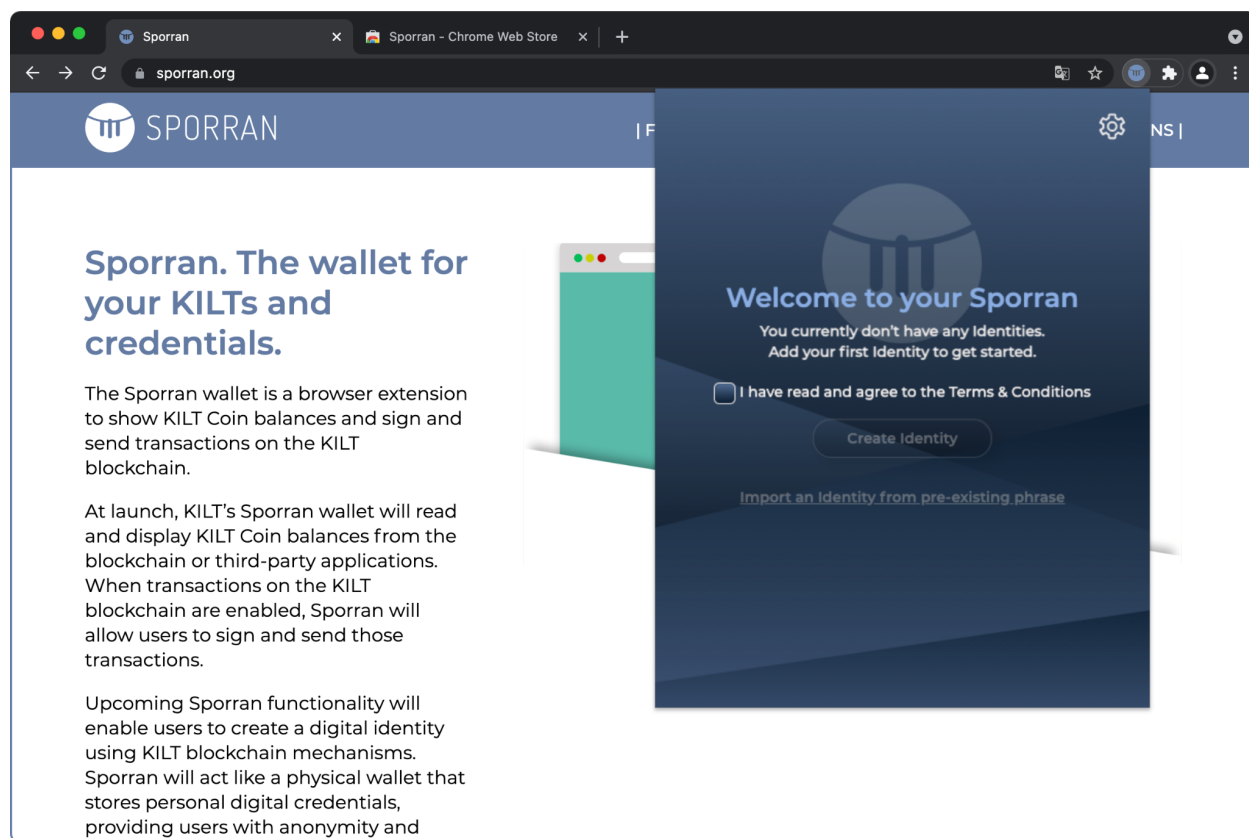 Sporran
Sporran - Chrome Web Store
sporran.org
SPORRAN
| F
NS |
Sporran. The wallet for
your KILTs and
credentials.
The Sporran wallet is a browser extension
to show KILT Coin balances and sign and
send transactions on the KILT
blockchain.
At launch, KILT's Sporran wallet will read
and display KILT Coin balances from the
blockchain or third-party applications.
When transactions on the KILT
blockchain are enabled, Sporran will
allow users to sign and send those
transactions.
Upcoming Sporran functionality will
enable users to create a digital identity
using KILT blockchain mechanisms.
Sporran will act like a physical wallet that
stores personal digital credentials,
providing users with anonymity and
Welcome to your Sporran
You currently don't have any Identities.
Add your first Identity to get started.
I have read and agree to the Terms & Conditions
Create Identity
Import an Identity from pre-existing phrase